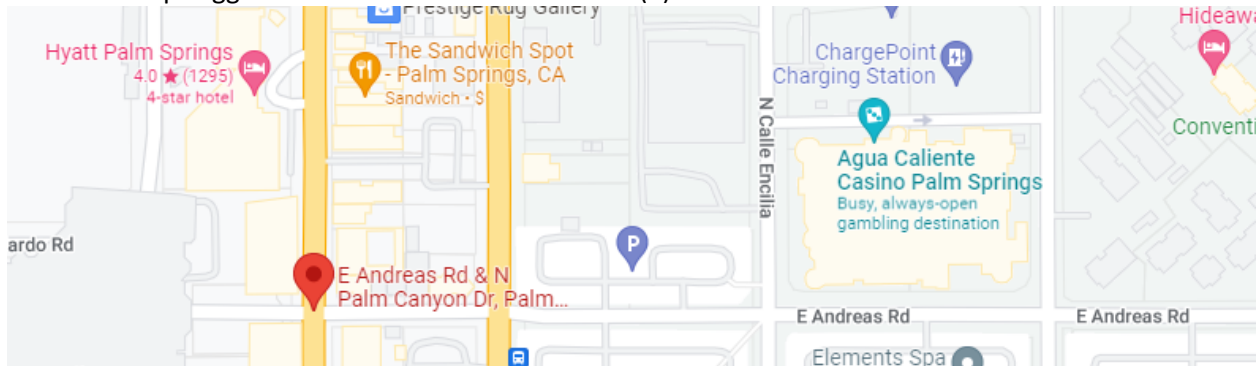 Prestige Rug Gallery
Hideaw
Hyatt Palm Springs
4.0 ★ (1295)
4-star hotel
The Sandwich Spot
- Palm Springs, CA
Sandwich • $
ChargePoint
Charging Station
N Calle Encilia
Conventi
Agua Caliente
Casino Palm Springs
Busy, always-open
gambling destination
ardo Rd
P
E Andreas Rd & N
Palm Canyon Dr, Palm...
E Andreas Rd
E Andreas Rd
Elements Spa